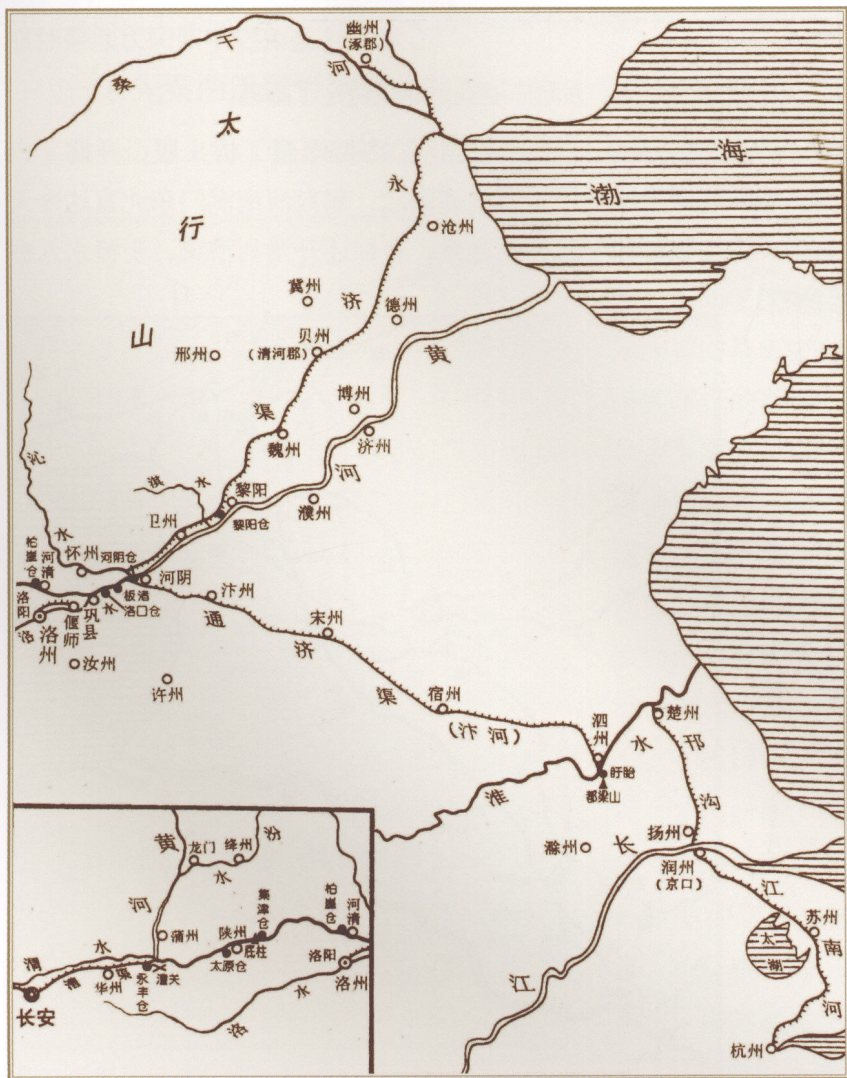 幽州
(涿郡)
桑干河
太行山
渤海
永济渠
沧州
冀州
德州
贝州
(清河郡)
邢州
黄河
博州
魏州
济州
沁水
淇水
黎阳
黎阳仓
濮州
卫州
怀州
河阴仓
柏崖仓
河清
河阴
板渚
洛口仓
汴州
洛阳
洛州
偃师
巩县
洛水
汝州
许州
通济渠
(汴河)
宋州
宿州
泗州
楚州
盱眙
都梁山
淮水
邗沟
扬州
滁州
长江
润州
(京口)
江南河
苏州
太湖
杭州
黄河
龙门
绛州
汾水
蒲州
陕州
集津仓
底柱
太原仓
柏崖仓
河清
洛阳
洛州
渭水
漕渠
华州
永丰仓
潼关
洛水
长安